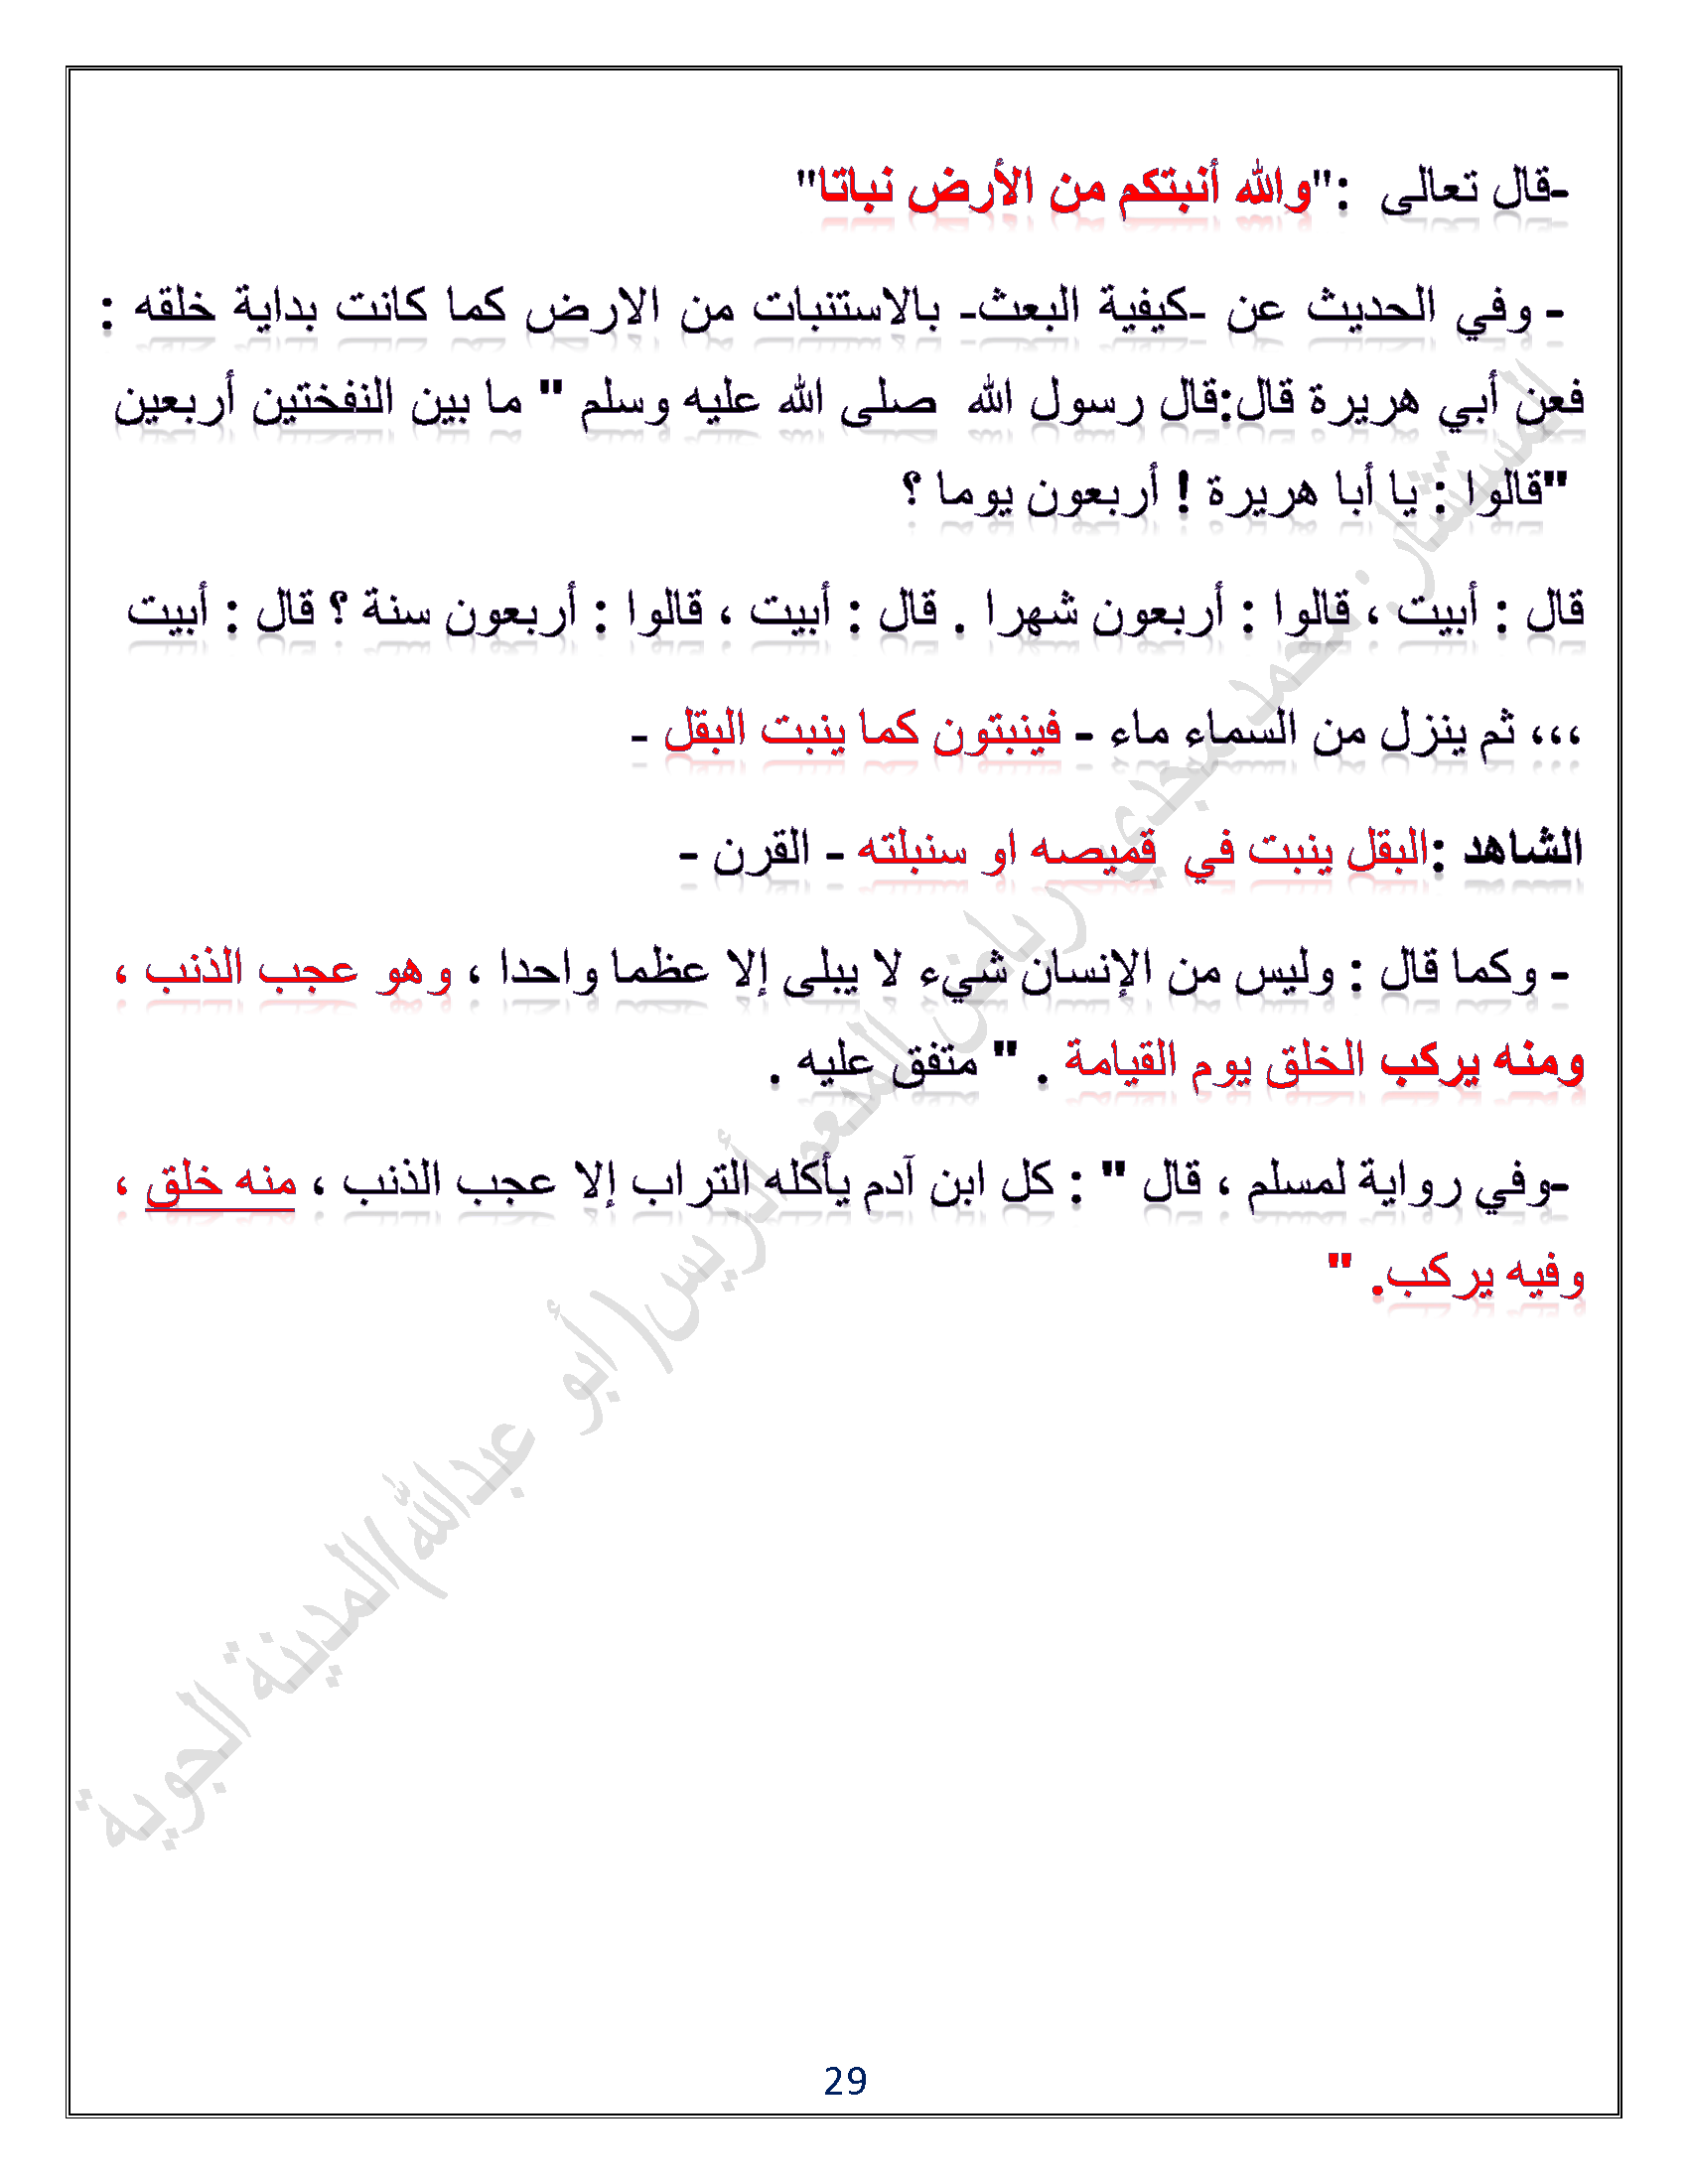 -قال تعالى :"والله أنبتكم من الأرض نباتا"
- وفي الحديث عن -كيفية البعث- بالاستنبات من الارض كما كانت بداية خلقه :
فعن أبي هريرة قال:قال رسول الله صلى الله عليه وسلم " ما بين النفختين أربعين
"قالوا : يا أبا هريرة ! أربعون يوما ؟
قال : أبيت ، قالوا : أربعون شهرا . قال : أبيت ، قالوا : أربعون سنة ؟ قال : أبيت
،،، ثم ينزل من السماء ماء - فينبتون كما ينبت البقل -
الشاهد :البقل ينبت في قميصه او سنبلته - القرن -
- وكما قال : وليس من الإنسان شيء لا يبلى إلا عظما واحدا ، وهو عجب الذنب ،
ومنه يركب الخلق يوم القيامة . " متفق عليه .
-وفي رواية لمسلم ، قال " : كل ابن آدم يأكله التراب إلا عجب الذنب ، منه خلق ،
وفيه يركب. "
المستشار. محمد مجدي رياض المنعم الريس(أبو عبدالله)المدينة الجوية
29